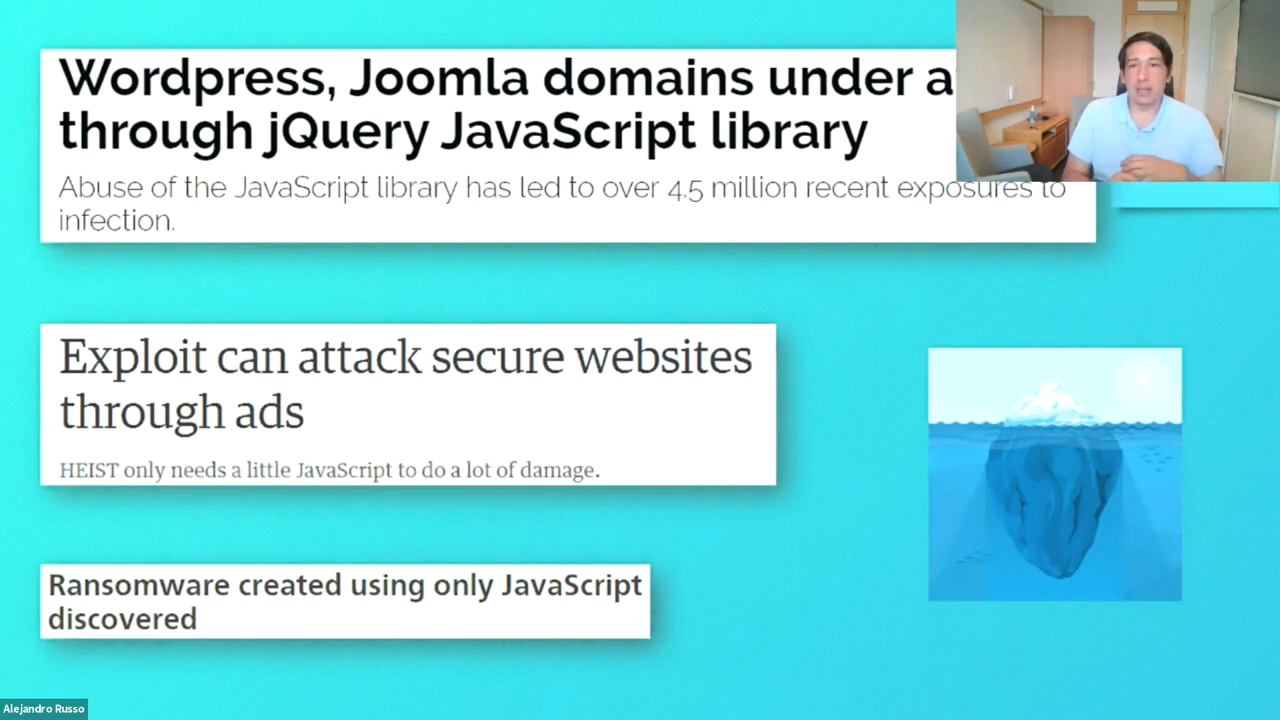 Wordpress, Joomla domains under
through jQuery JavaScript library
Abuse of the JavaScript library has led to over 4.5 million recent exposures to
infection.
Exploit can attack secure websites
through ads
HEIST only needs a little JavaScript to do a lot of damage.
Ransomware created using only JavaScript
discovered
Alejandro Russo